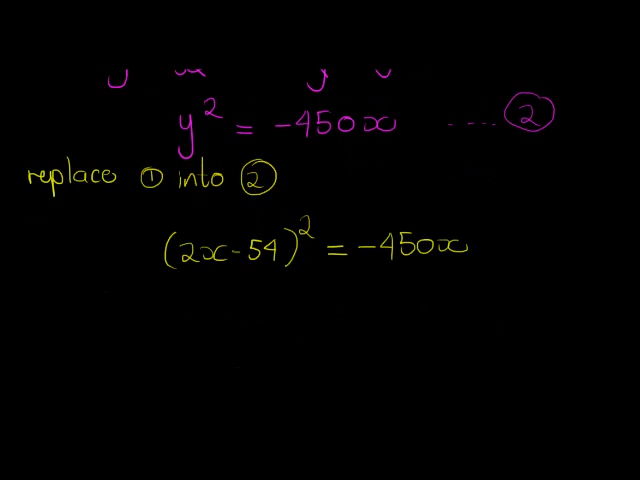 y² = -450x ..... ②
replace ① into ②
(2x-54)² = -450x